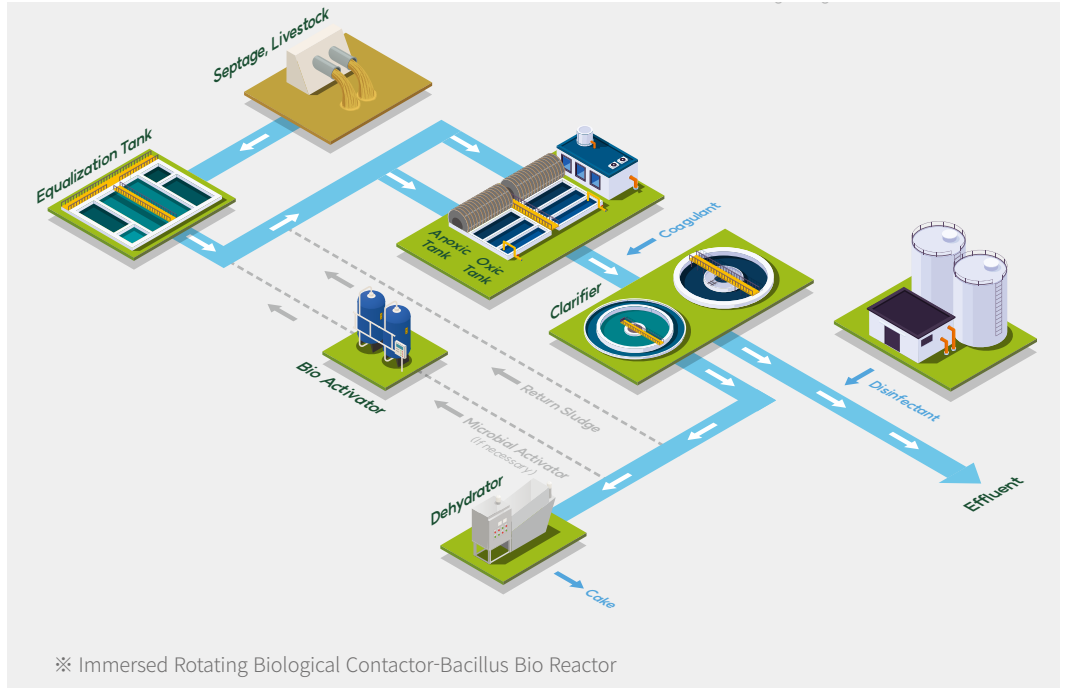 Septage, Livestock
Equalization Tank
Anoxic
Tank
Oxic
Tank
Coagulant
Clarifier
Bio Activator
Return Sludge
Microbial Activator
(If necessary)
Disinfectant
Effluent
Dehydrator
Cake
※ Immersed Rotating Biological Contactor-Bacillus Bio Reactor